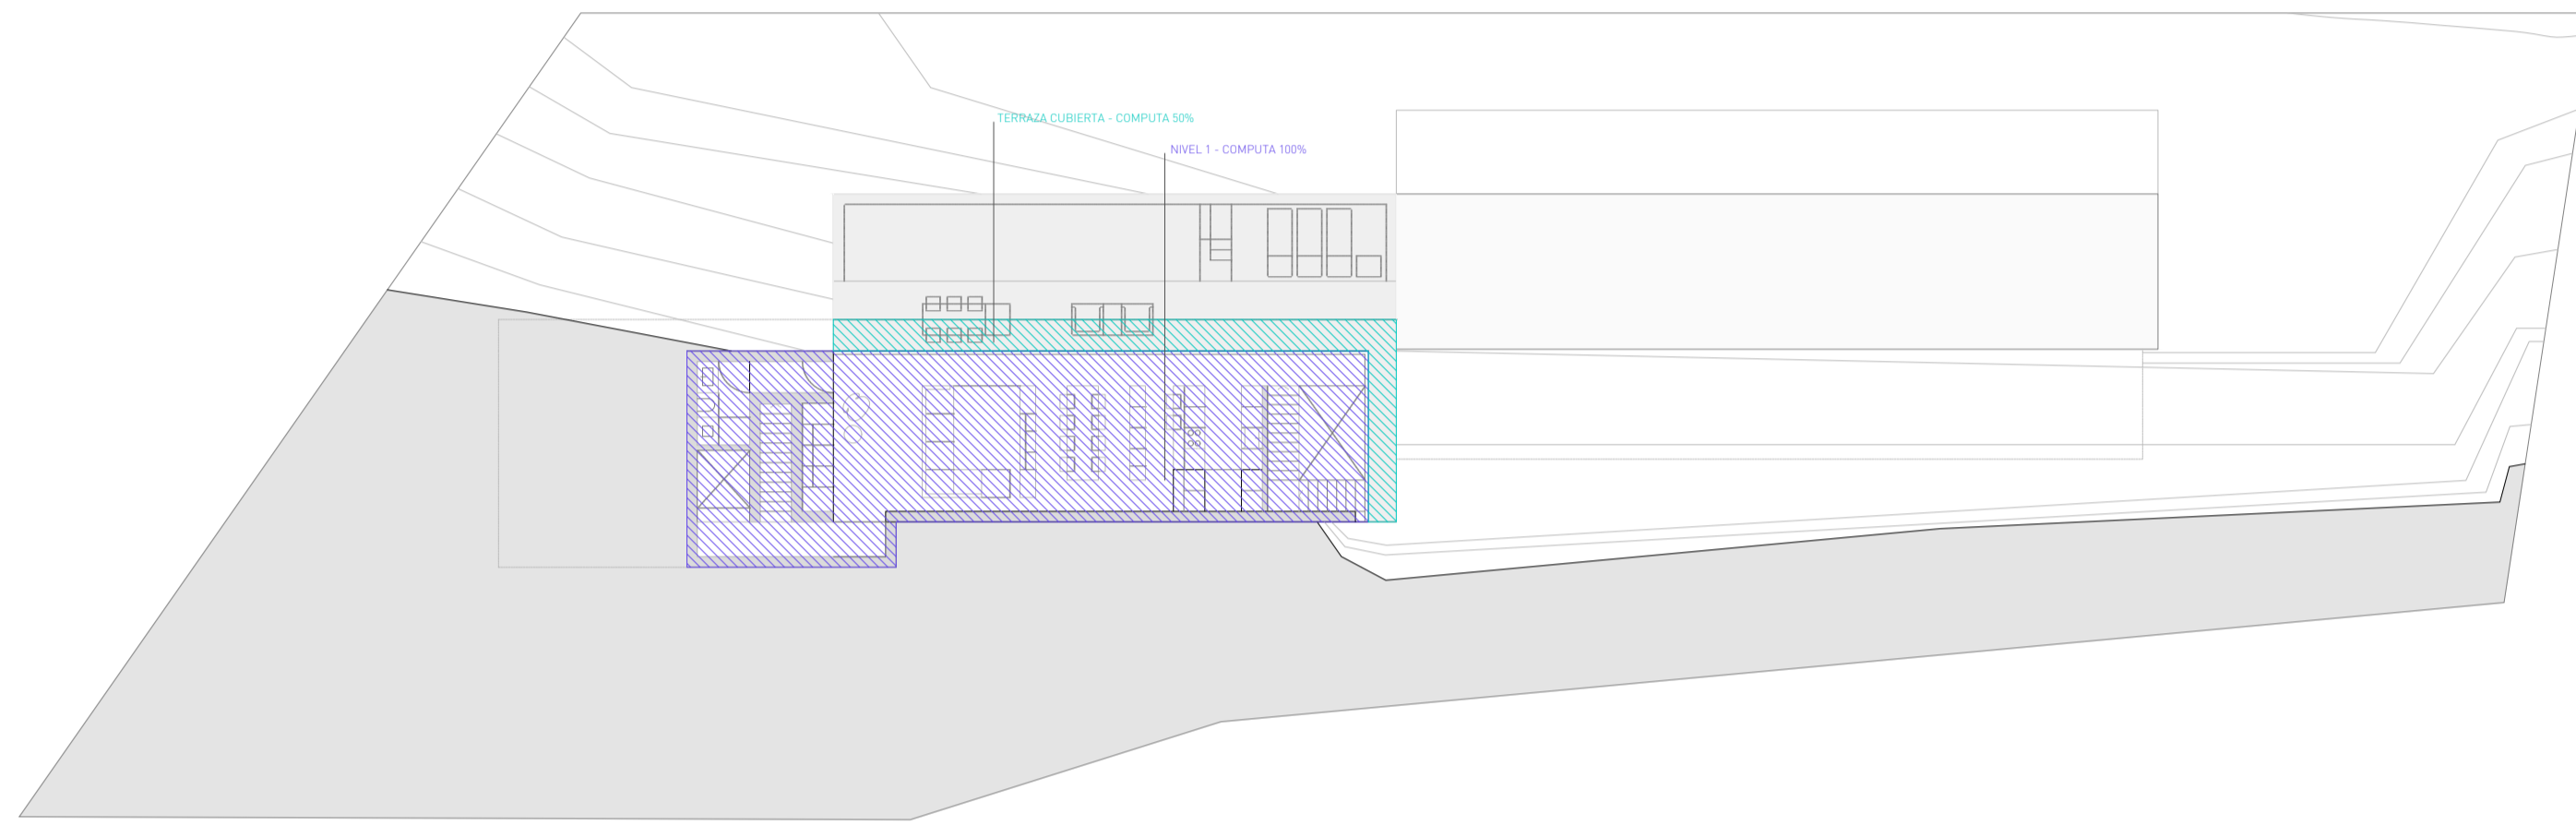 TERRAZA CUBIERTA - COMPUTA 50%
NIVEL 1 - COMPUTA 100%